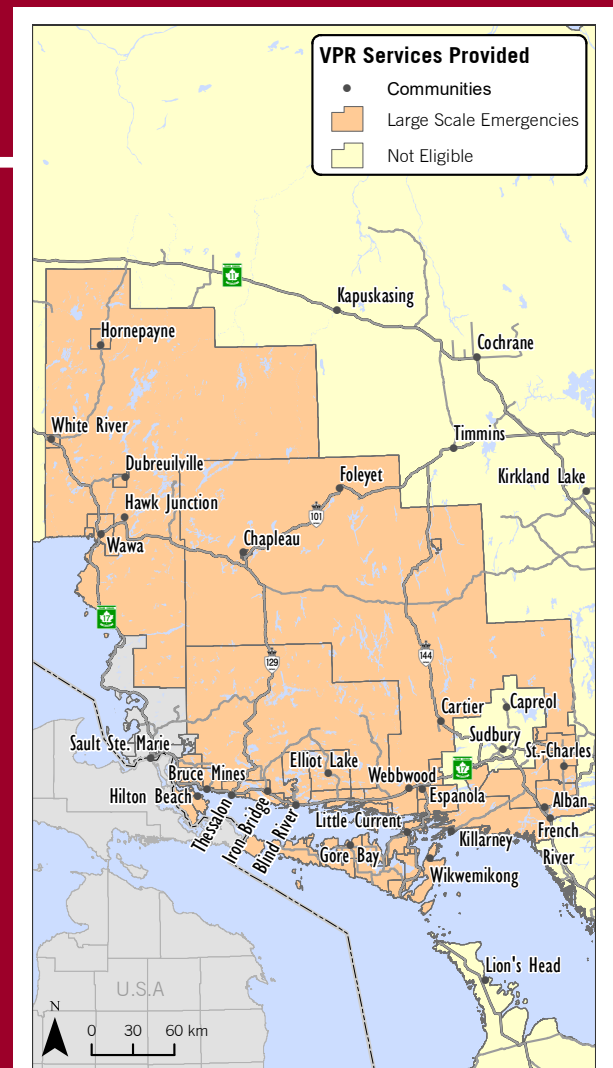 VPR Services Provided
Communities
Large Scale Emergencies
Not Eligible
11
Kapuskasing
Hornepayne
Cochrane
White River
Timmins
Dubreuilville
Foleyet
Kirkland Lake
Hawk Junction
101
Wawa
Chapleau
17
129
144
Cartier
Capreol
Sudbury
Sault Ste. Marie
St.-Charles
Elliot Lake
17
Bruce Mines
Webbwood
Hilton Beach
Espanola
Thessalon
Iron-Bridge
Blind River
Little Current
Alban
French
River
Killarney
Gore Bay
Wikwemikong
Lion's Head
U.S.A
N
0 30 60 km